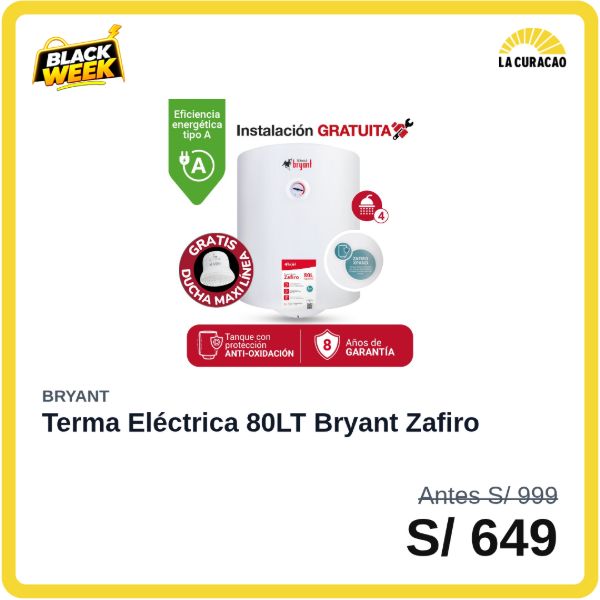 BLACK
WEEK
LA CURACAO
Eficiencia
energética
tipo A
A
Instalación GRATUITA
bryant
4
GRATIS
DUCHA MAXI LÍNEA
ZAFIRO
Zafiro
80L
Tanque con
protección
ANTI-OXIDACIÓN
8
Años de
GARANTÍA
BRYANT
Terma Eléctrica 80LT Bryant Zafiro
Antes S/ 999
S/ 649